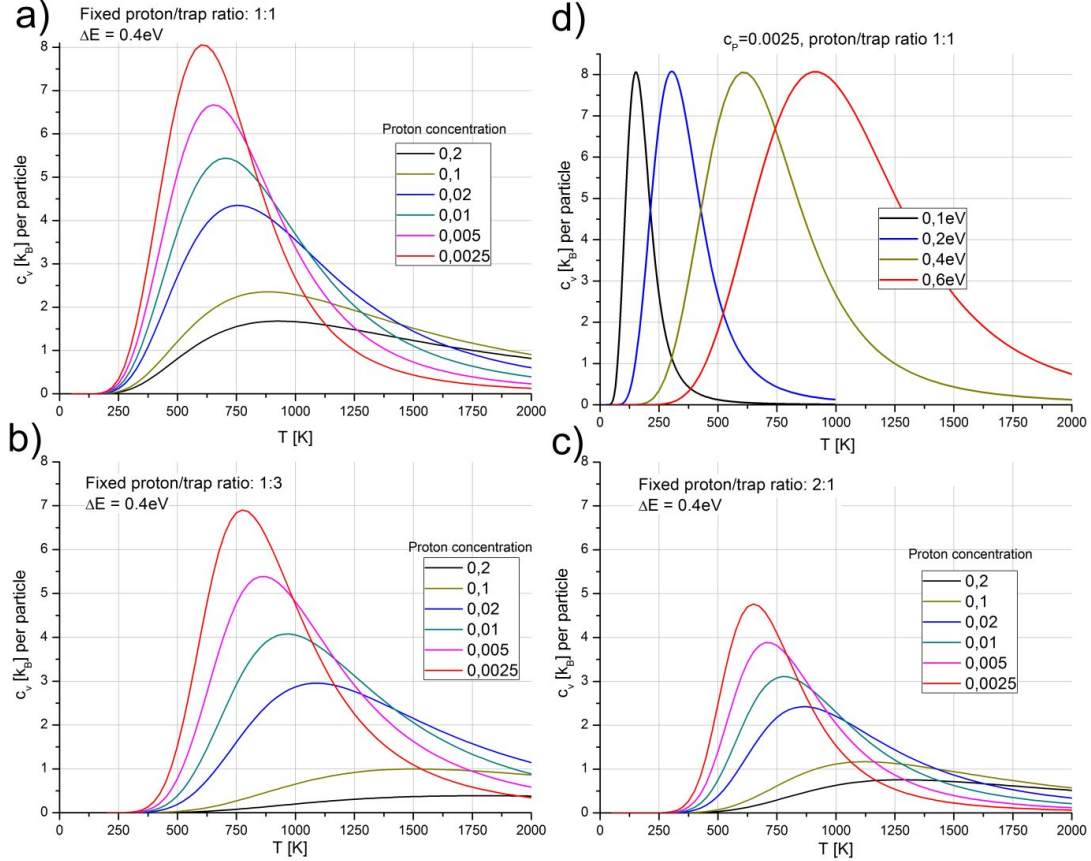 a)
Fixed proton/trap ratio: 1:1
ΔE = 0.4eV
8
7
6
5
4
3
2
1
0
c_v [k_B] per particle
Proton concentration
0,2
0,1
0,02
0,01
0,005
0,0025
0 250 500 750 1000 1250 1500 1750 2000
T [K]
d)
c_P=0.0025, proton/trap ratio 1:1
8
7
6
5
4
3
2
1
0
c_v [k_B] per particle
0,1eV
0,2eV
0,4eV
0,6eV
0 250 500 750 1000 1250 1500 1750 2000
T [K]
b)
Fixed proton/trap ratio: 1:3
ΔE = 0.4eV
8
7
6
5
4
3
2
1
0
c_v [k_B] per particle
Proton concentration
0,2
0,1
0,02
0,01
0,005
0,0025
0 250 500 750 1000 1250 1500 1750 2000
T [K]
c)
Fixed proton/trap ratio: 2:1
ΔE = 0.4eV
8
7
6
5
4
3
2
1
0
c_v [k_B] per particle
Proton concentration
0,2
0,1
0,02
0,01
0,005
0,0025
0 250 500 750 1000 1250 1500 1750 2000
T [K]